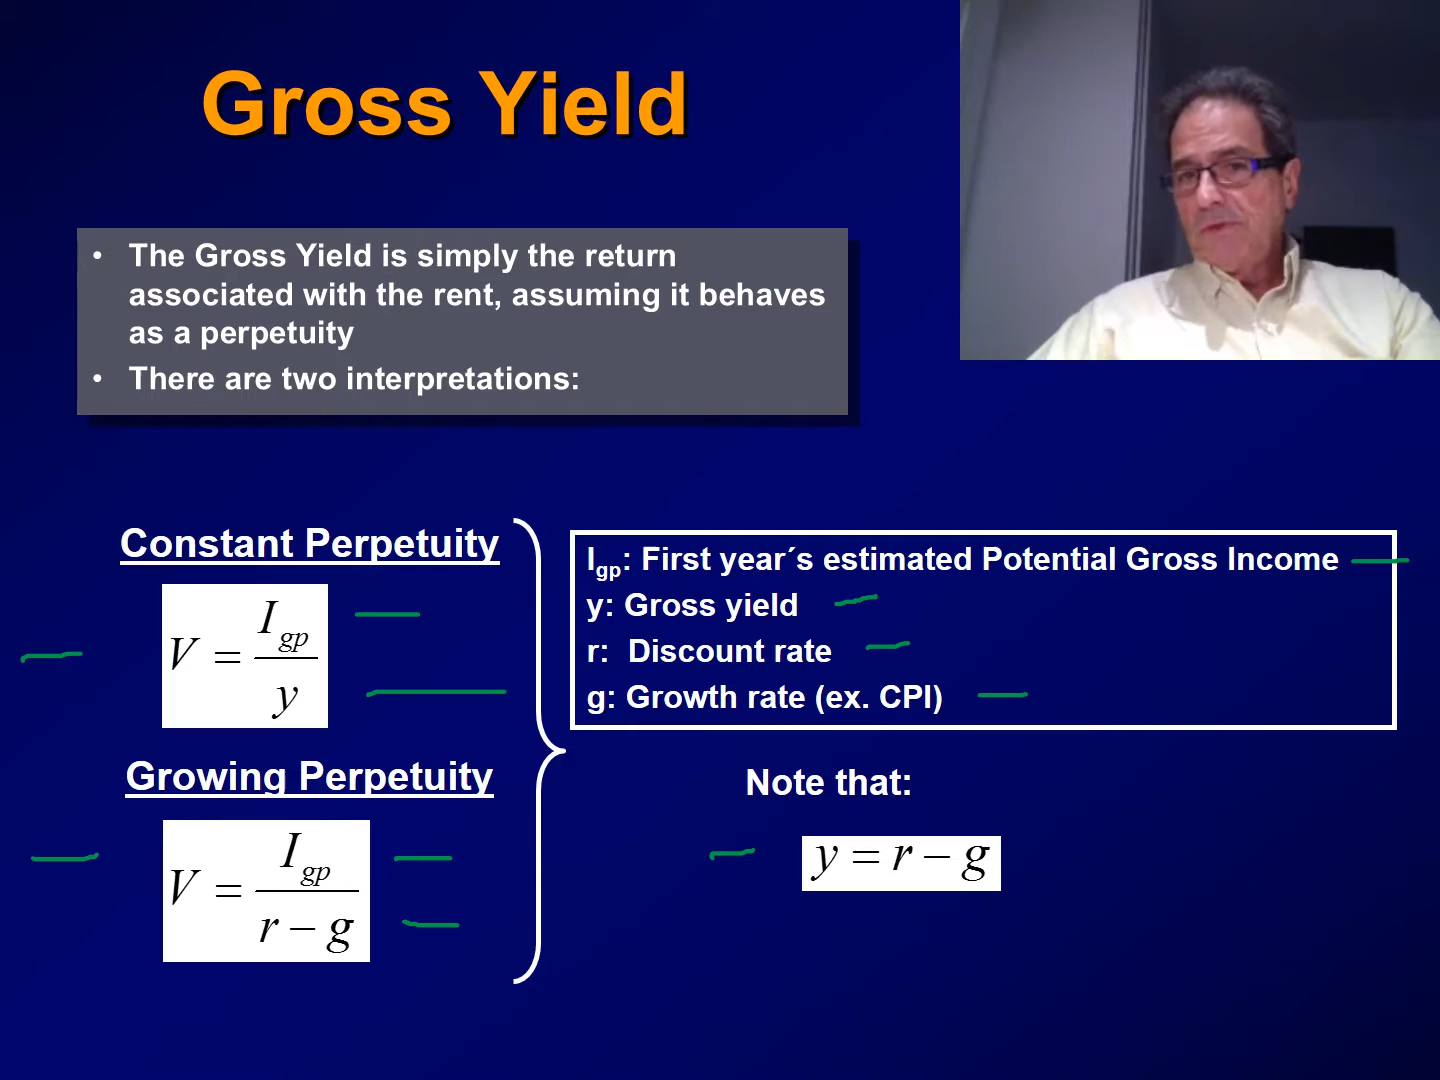 Gross Yield
• The Gross Yield is simply the return
associated with the rent, assuming it behaves
as a perpetuity
• There are two interpretations:
Constant Perpetuity
V = I_gp / y
Growing Perpetuity
V = I_gp / r − g
I_gp: First year´s estimated Potential Gross Income
y: Gross yield
r: Discount rate
g: Growth rate (ex. CPI)
Note that:
y = r − g